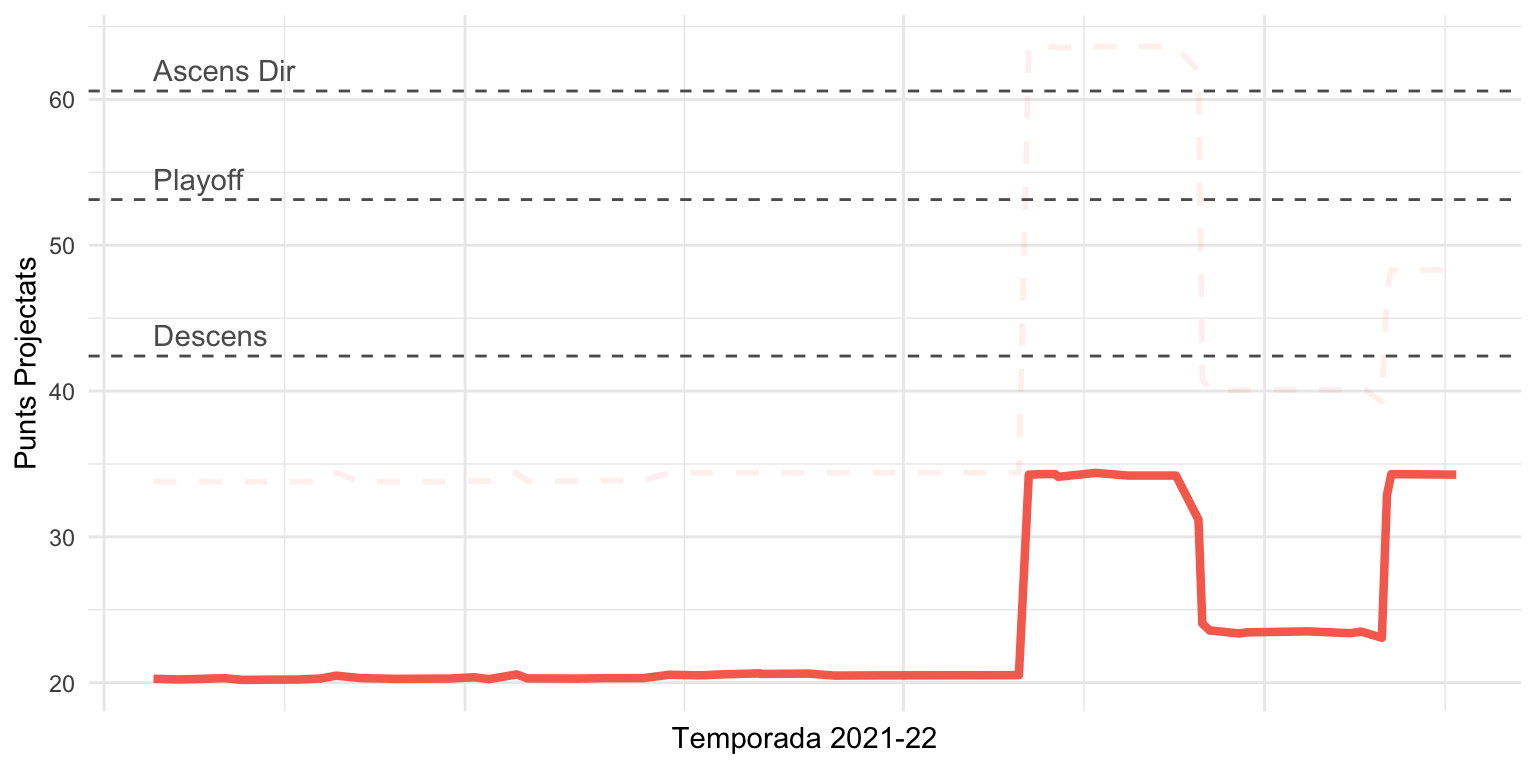 Ascens Dir
60
Playoff
50
Descens
40
30
20
Punts Projectats
Temporada 2021-22